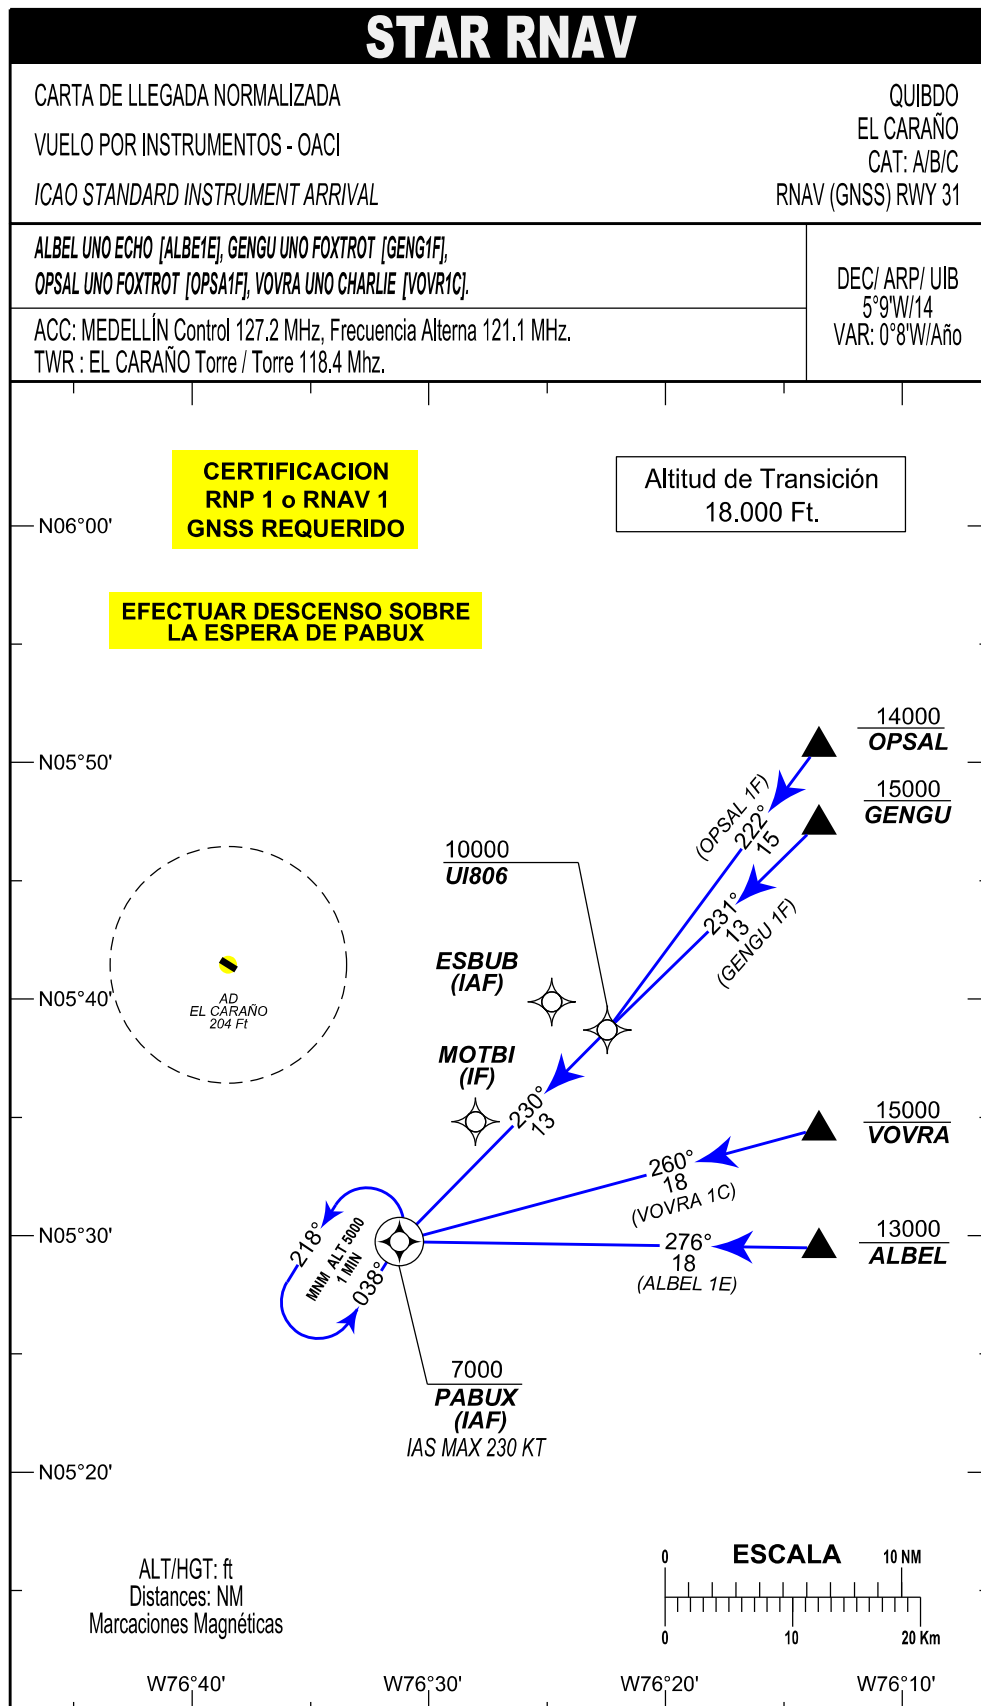 STAR RNAV
CARTA DE LLEGADA NORMALIZADA
VUELO POR INSTRUMENTOS - OACI
ICAO STANDARD INSTRUMENT ARRIVAL
QUIBDO
EL CARAÑO
CAT: A/B/C
RNAV (GNSS) RWY 31
ALBEL UNO ECHO [ALBE1E], GENGU UNO FOXTROT [GENG1F],
OPSAL UNO FOXTROT [OPSA1F], VOVRA UNO CHARLIE [VOVR1C].
ACC: MEDELLÍN Control 127.2 MHz, Frecuencia Alterna 121.1 MHz.
TWR : EL CARAÑO Torre / Torre 118.4 Mhz.
DEC/ ARP/ UIB
5°9'W/14
VAR: 0°8'W/Año
CERTIFICACION
RNP 1 o RNAV 1
GNSS REQUERIDO
Altitud de Transición
18.000 Ft.
N06°00'
EFECTUAR DESCENSO SOBRE
LA ESPERA DE PABUX
14000
OPSAL
N05°50'
15000
GENGU
(OPSAL 1F)
222°
15
10000
UI806
231°
13
(GENGU 1F)
ESBUB
(IAF)
AD
EL CARAÑO
204 Ft
N05°40'
MOTBI
(IF)
230°
13
15000
VOVRA
260°
18
(VOVRA 1C)
N05°30'
218°
MNM ALT 5000
1 MIN
038°
276°
18
(ALBEL 1E)
13000
ALBEL
7000
PABUX
(IAF)
IAS MAX 230 KT
N05°20'
ALT/HGT: ft
Distances: NM
Marcaciones Magnéticas
0 ESCALA 10 NM
0 10 20 Km
W76°40' W76°30' W76°20' W76°10'